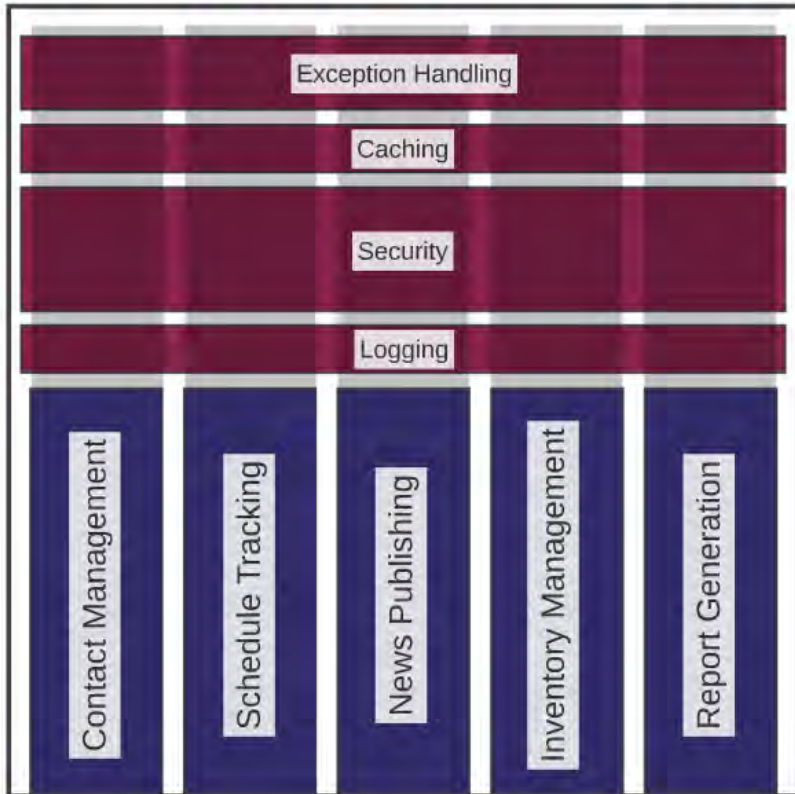 Exception Handling
Caching
Security
Logging
Contact Management
Schedule Tracking
News Publishing
Inventory Management
Report Generation